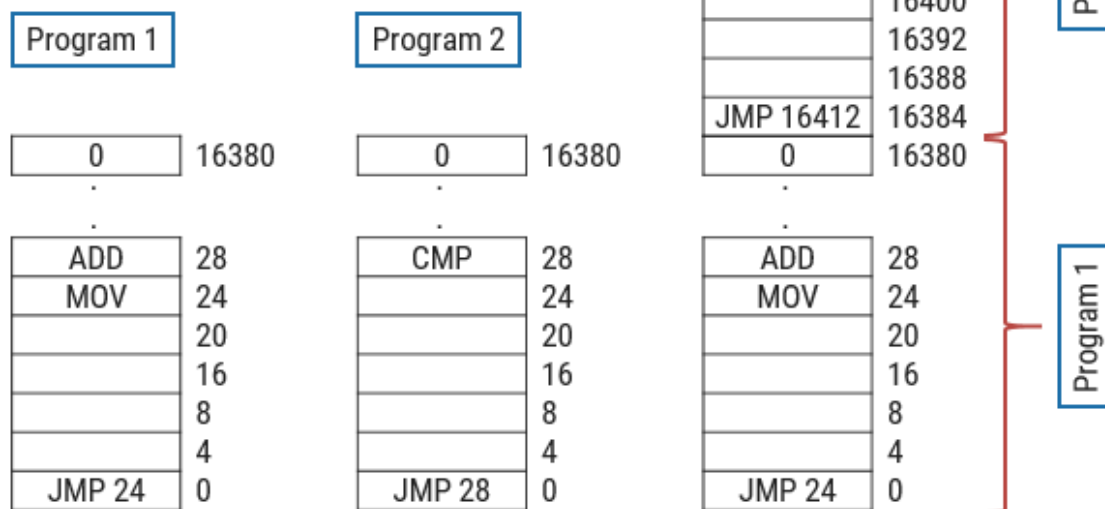 16400
Program 1 Program 2 16392
16388
JMP 16412 16384
0 16380 0 16380 0 16380
. . .
. . .
ADD 28 CMP 28 ADD 28
MOV 24 24 MOV 24
20 20 20
16 16 16
8 8 8
4 4 4
JMP 24 0 JMP 28 0 JMP 24 0
Program 1